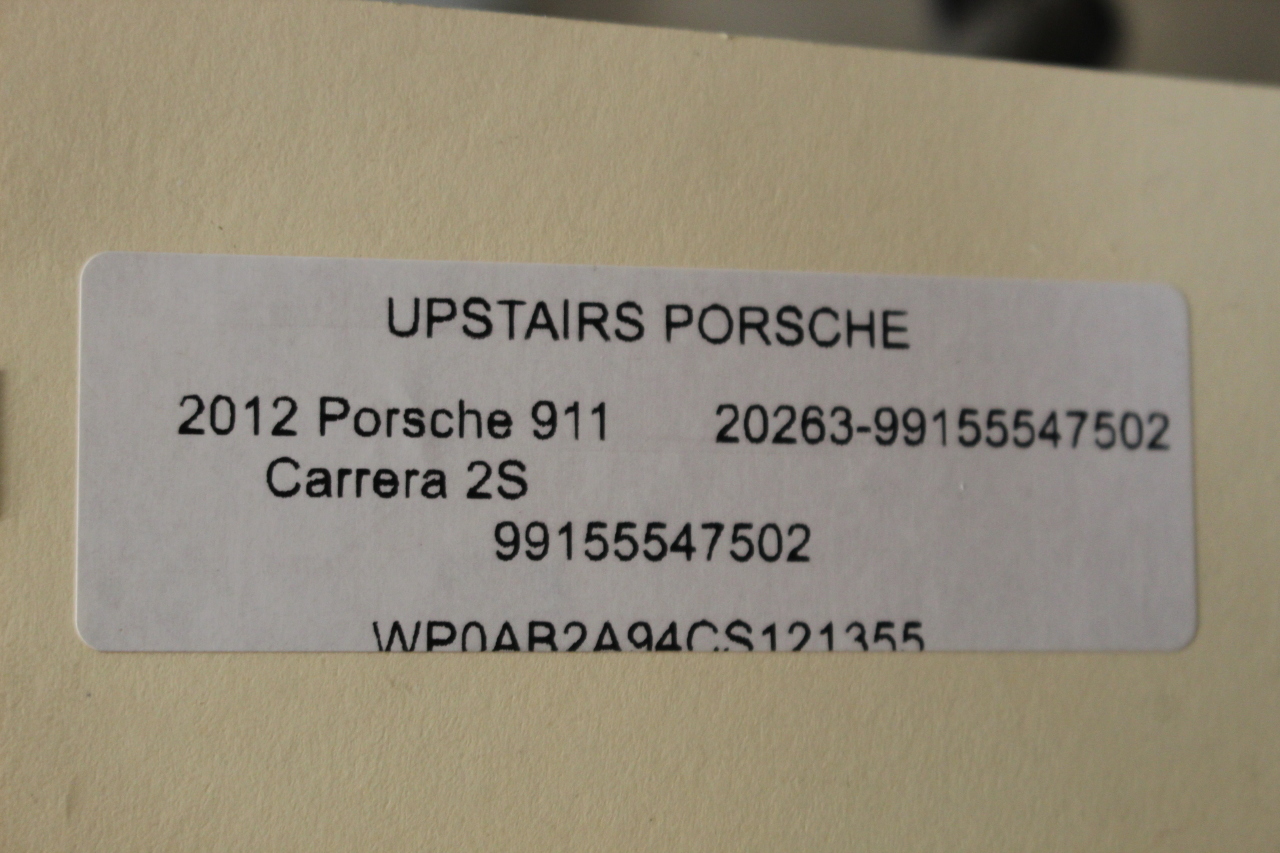 UPSTAIRS PORSCHE
2012 Porsche 911 20263-99155547502
Carrera 2S
99155547502
WP0AB2A94CS121355